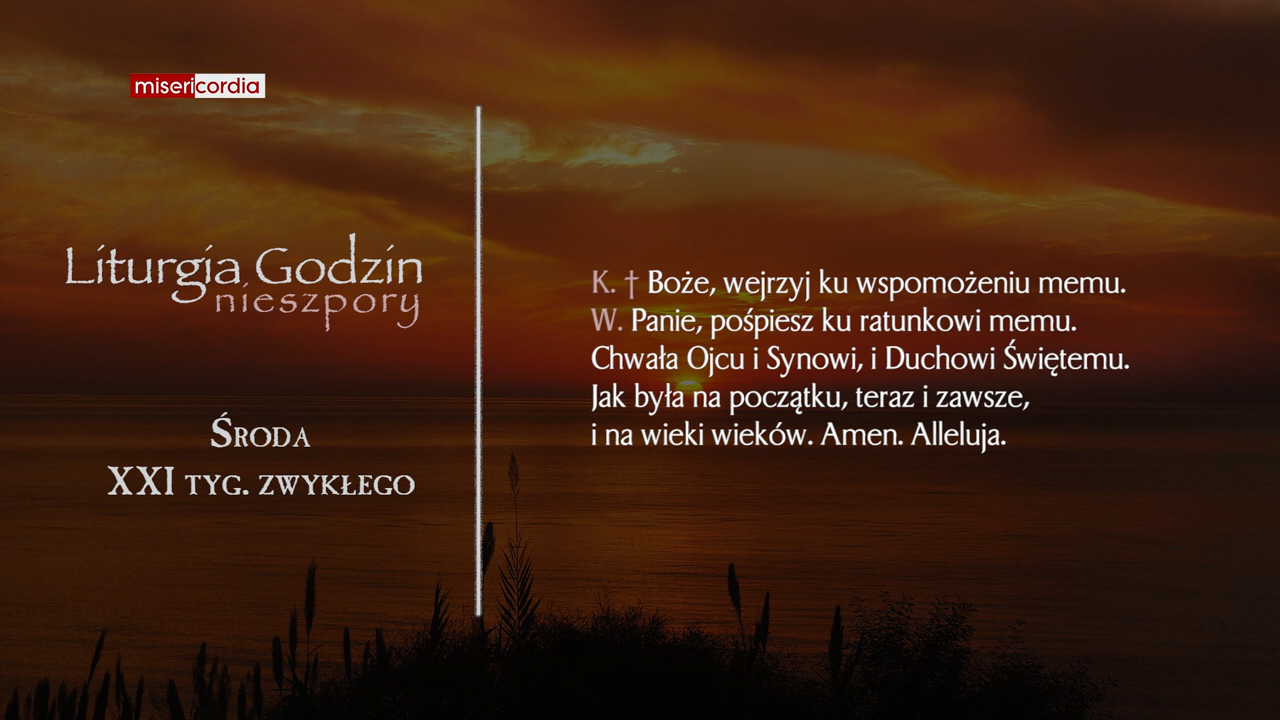 misericordia
Liturgia Godzin
nieszpory
Środa
XXI tyg. zwykłego
K. † Boże, wejrzyj ku wspomożeniu memu.
W. Panie, pośpiesz ku ratunkowi memu.
Chwała Ojcu i Synowi, i Duchowi Świętemu.
Jak była na początku, teraz i zawsze,
i na wieki wieków. Amen. Alleluja.